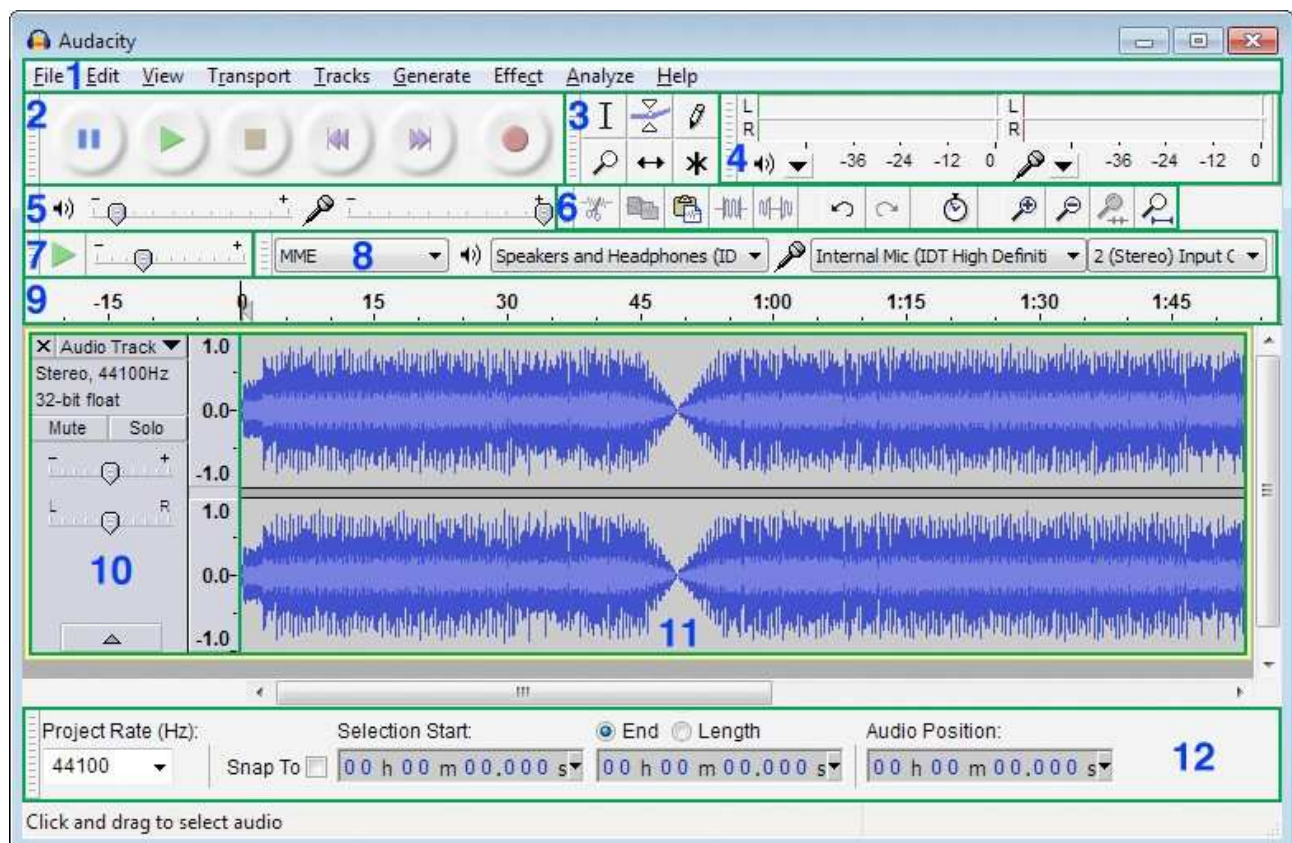 Audacity
File 1 Edit View Transport Tracks Generate Effect Analyze Help
2
3
L
R
L
R
4 -36 -24 -12 0 -36 -24 -12 0
5 - + - +
6
7 - +
MME 8 Speakers and Headphones (ID Internal Mic (IDT High Definiti 2 (Stereo) Input C
9 -15 0 15 30 45 1:00 1:15 1:30 1:45
X Audio Track 1.0
Stereo, 44100Hz
32-bit float
0.0-
Mute Solo
- +
-1.0
L R
1.0
10
0.0-
11
-1.0
Project Rate (Hz): Selection Start: End Length Audio Position:
44100 Snap To 00 h 00 m 00.000 s 00 h 00 m 00.000 s 00 h 00 m 00.000 s
12
Click and drag to select audio